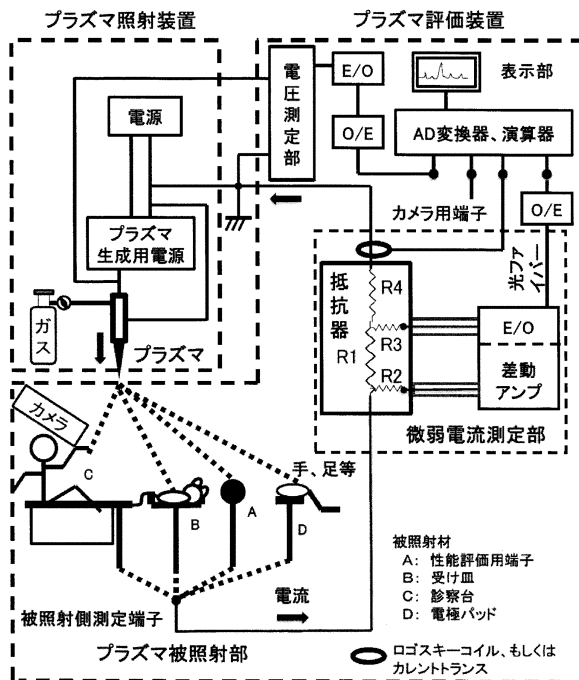 プラズマ照射装置
プラズマ評価装置
電源
プラズマ
生成用電源
ガス
プラズマ
電圧測定部
E/O
O/E
表示部
AD変換器、演算器
カメラ用端子
O/E
光ファイバー
抵抗器
R4
R3
R1
R2
E/O
差動
アンプ
微弱電流測定部
カメラ
C
B
A
手、足等
D
被照射側測定端子
電流
プラズマ被照射部
被照射材
A: 性能評価用端子
B: 受け皿
C: 診察台
D: 電極パッド
ロゴスキーコイル、もしくは
カレントトランス